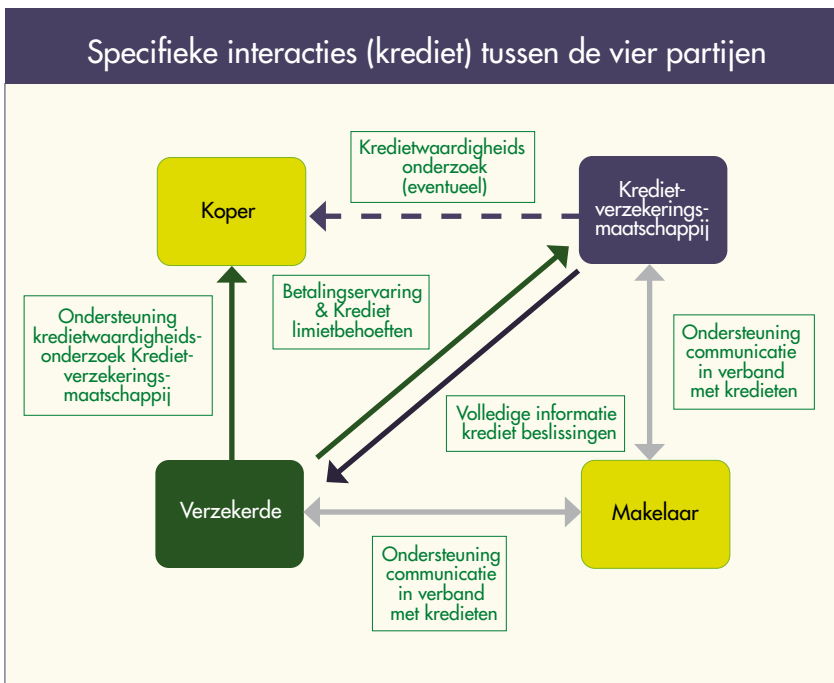 Specifieke interacties (krediet) tussen de vier partijen
Kredietwaardigheids
onderzoek
(eventueel)
Koper
Krediet-
verzekerings-
maatschappij
Betalingservaring
& Krediet
limietbehoeften
Ondersteuning
kredietwaardigheids-
onderzoek Krediet-
verzekerings-
maatschappij
Ondersteuning
communicatie
in verband
met kredieten
Volledige informatie
krediet beslissingen
Verzekerde
Makelaar
Ondersteuning
communicatie
in verband
met kredieten